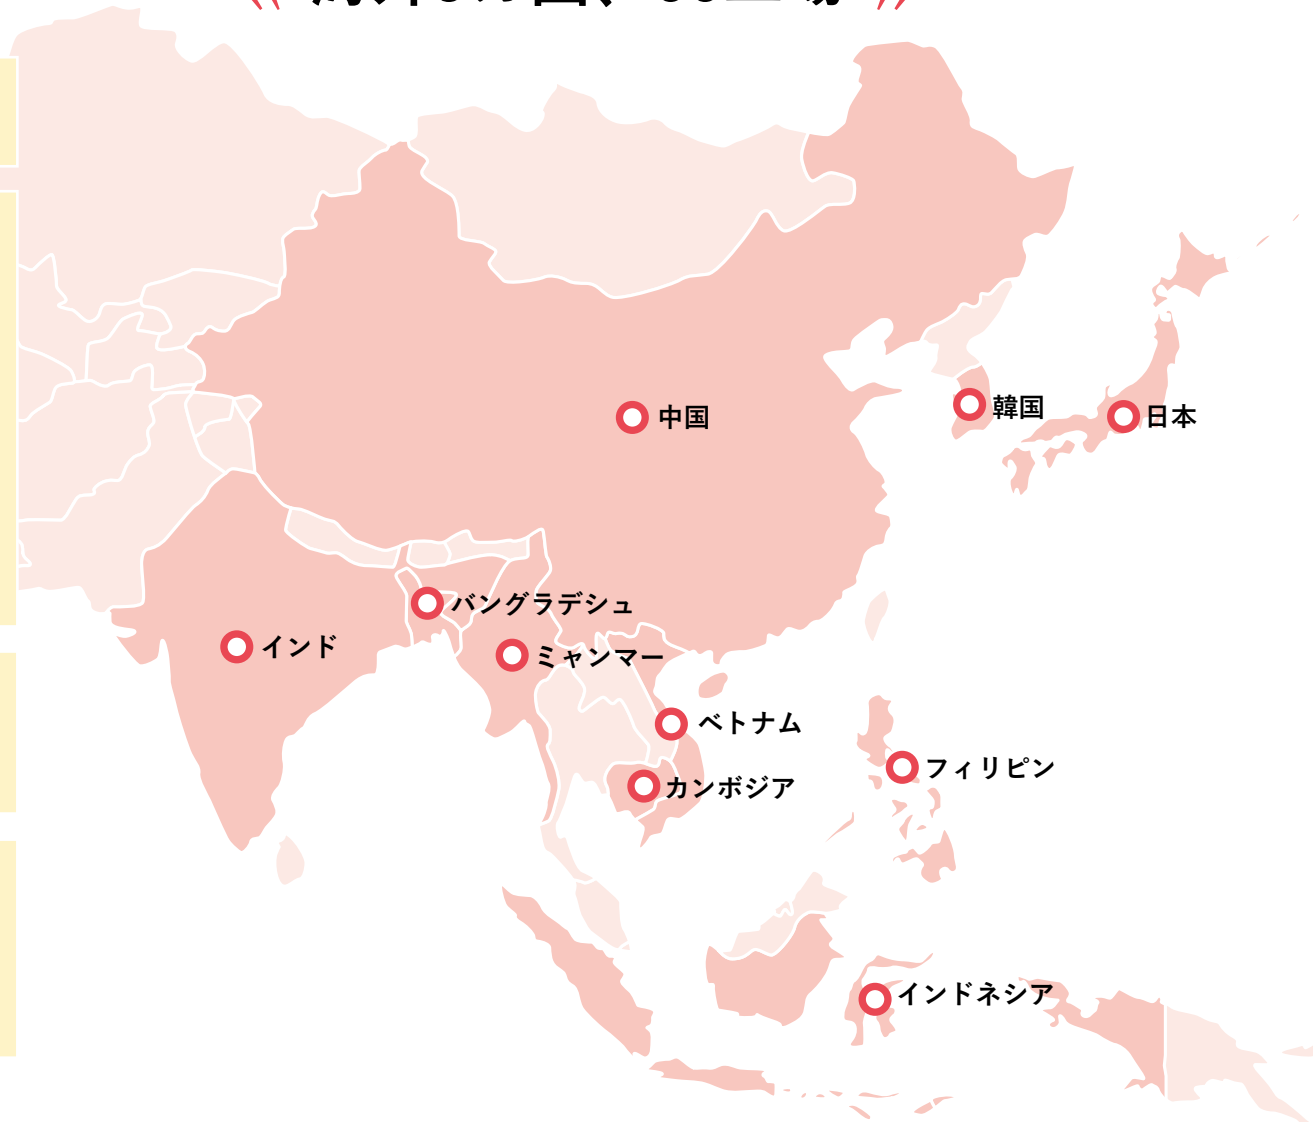 中国
韓国
日本
バングラデシュ
インド
ミャンマー
ベトナム
フィリピン
カンボジア
インドネシア